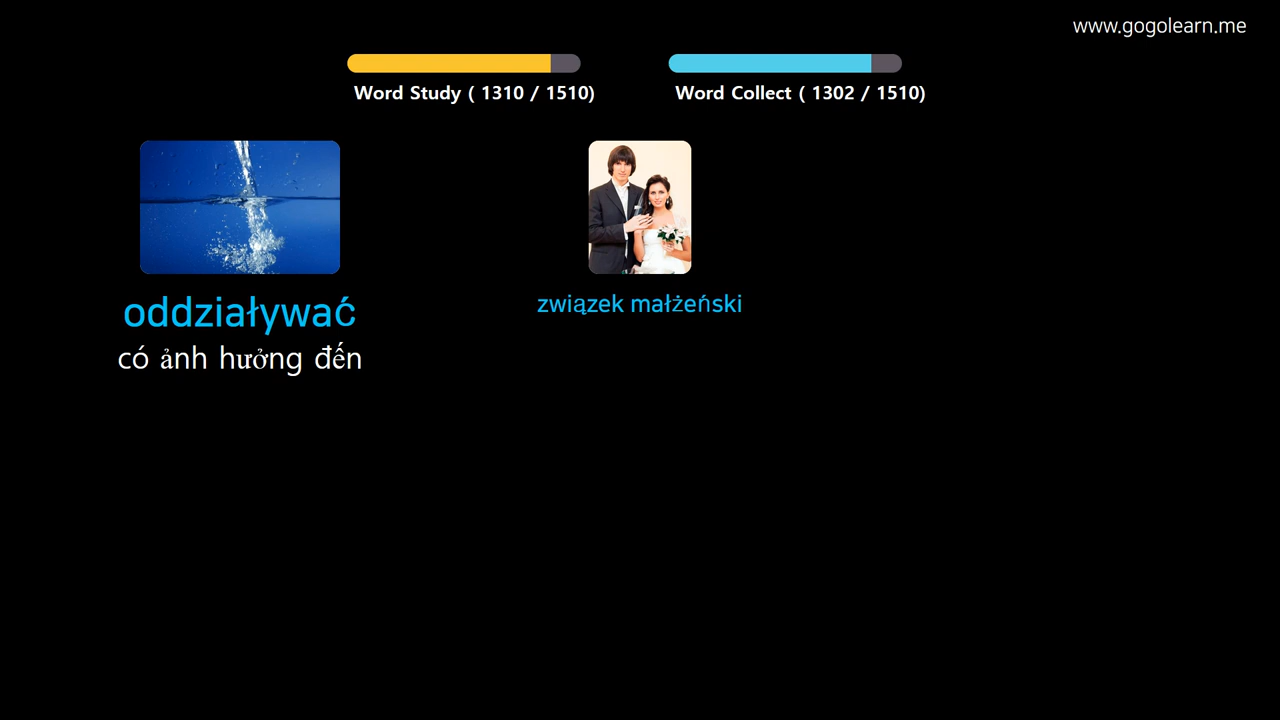 www.gogolearn.me
Word Study ( 1310 / 1510)
Word Collect ( 1302 / 1510)
oddziaływać
có ảnh hưởng đến
związek małżeński